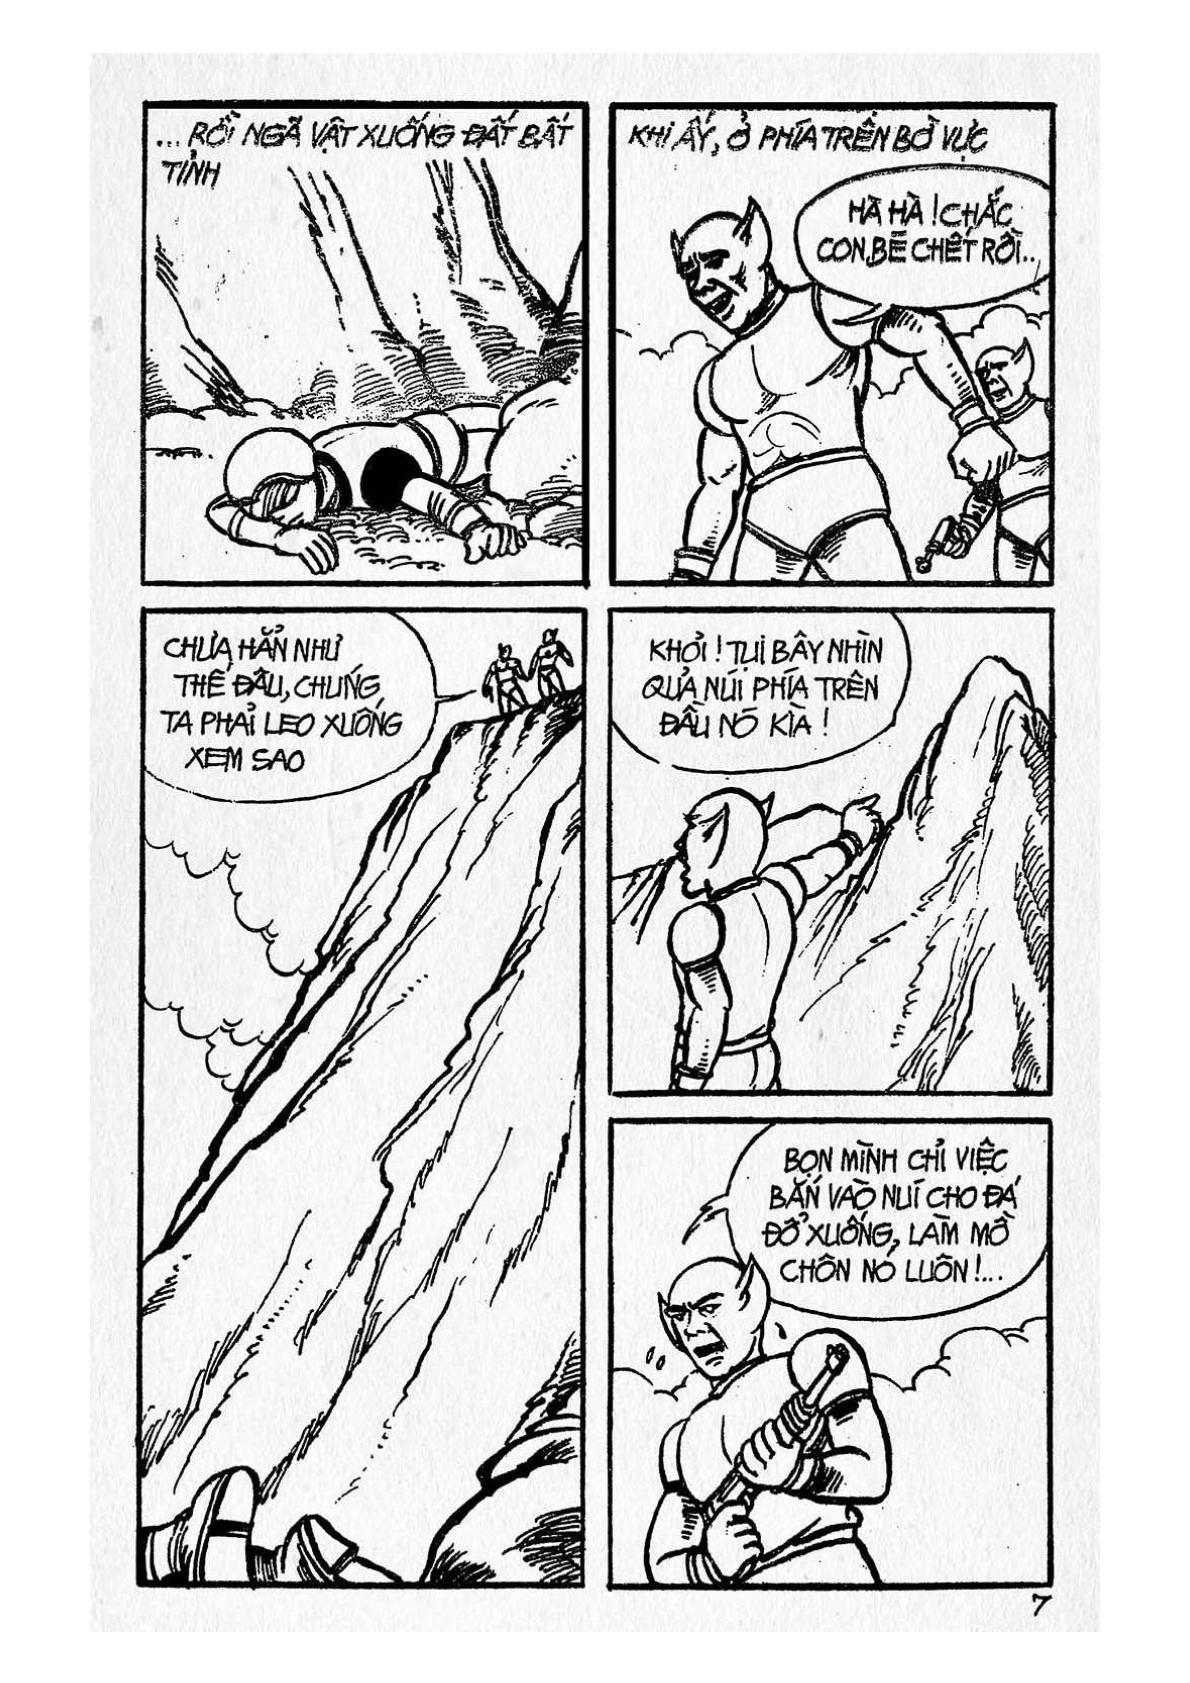 ... RỒI NGÃ VẬT XUỐNG ĐẤT BẤT
TỈNH
KHI ẤY, Ở PHÍA TRÊN BỜ VỰC
HÀ HÀ ! CHẮC
CON BÉ CHẾT RỒI..
CHƯA HẲN NHƯ
THẾ ĐÂU, CHÚNG
TA PHẢI LEO XUỐNG
XEM SAO
KHỎI ! TỤI BÂY NHÌN
QUẢ NÚI PHÍA TRÊN
ĐẦU NÓ KÌA !
BỌN MÌNH CHỈ VIỆC
BẮN VÀO NÚI CHO ĐÁ
ĐỔ XUỐNG, LÀM MỒ
CHÔN NÓ LUÔN !...
7